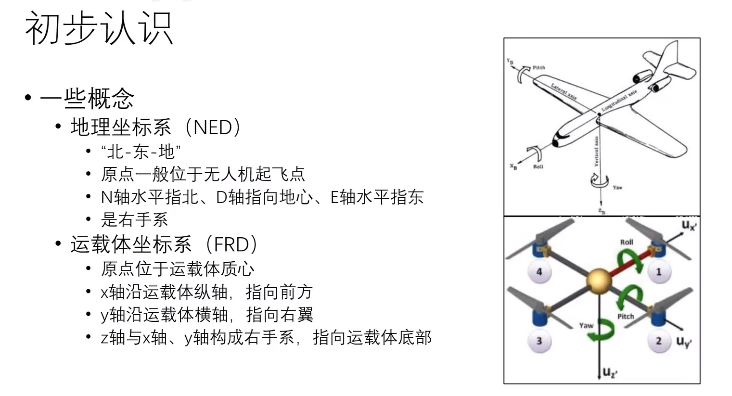 初步认识
• 一些概念
• 地理坐标系（NED）
• “北-东-地”
• 原点一般位于无人机起飞点
• N轴水平指北、D轴指向地心、E轴水平指东
• 是右手系
• 运载体坐标系（FRD）
• 原点位于运载体质心
• x轴沿运载体纵轴，指向前方
• y轴沿运载体横轴，指向右翼
• z轴与x轴、y轴构成右手系，指向运载体底部
YB
Pitch
Lateral axis
Longitudinal axis
XB
Roll
Vertical axis
Yaw
ZB
ux'
Roll
4
1
Pitch
Yaw
3
2
uy'
uz'